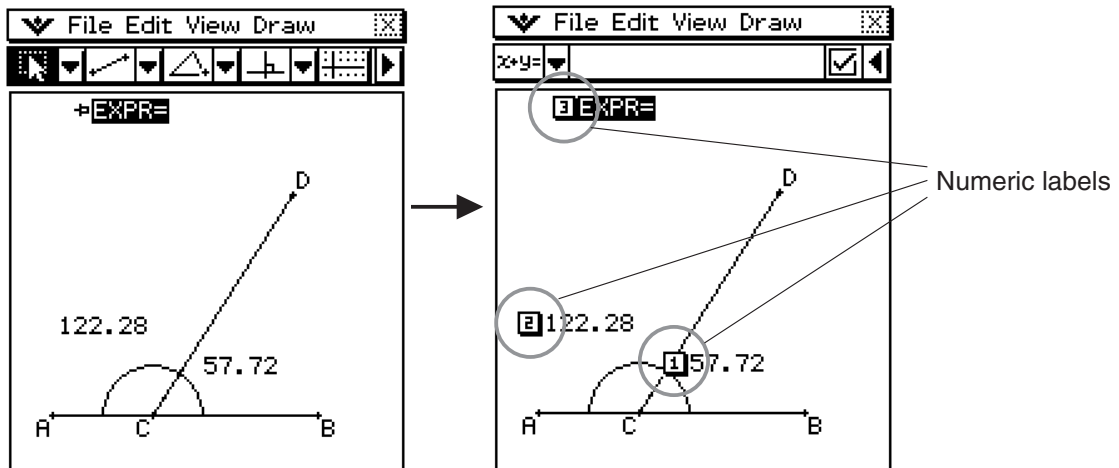 File Edit View Draw
EXPR=
D
122.28
57.72
A
C
B
File Edit View Draw
x+y=
3 EXPR=
Numeric labels
D
2 122.28
1 57.72
A
C
B